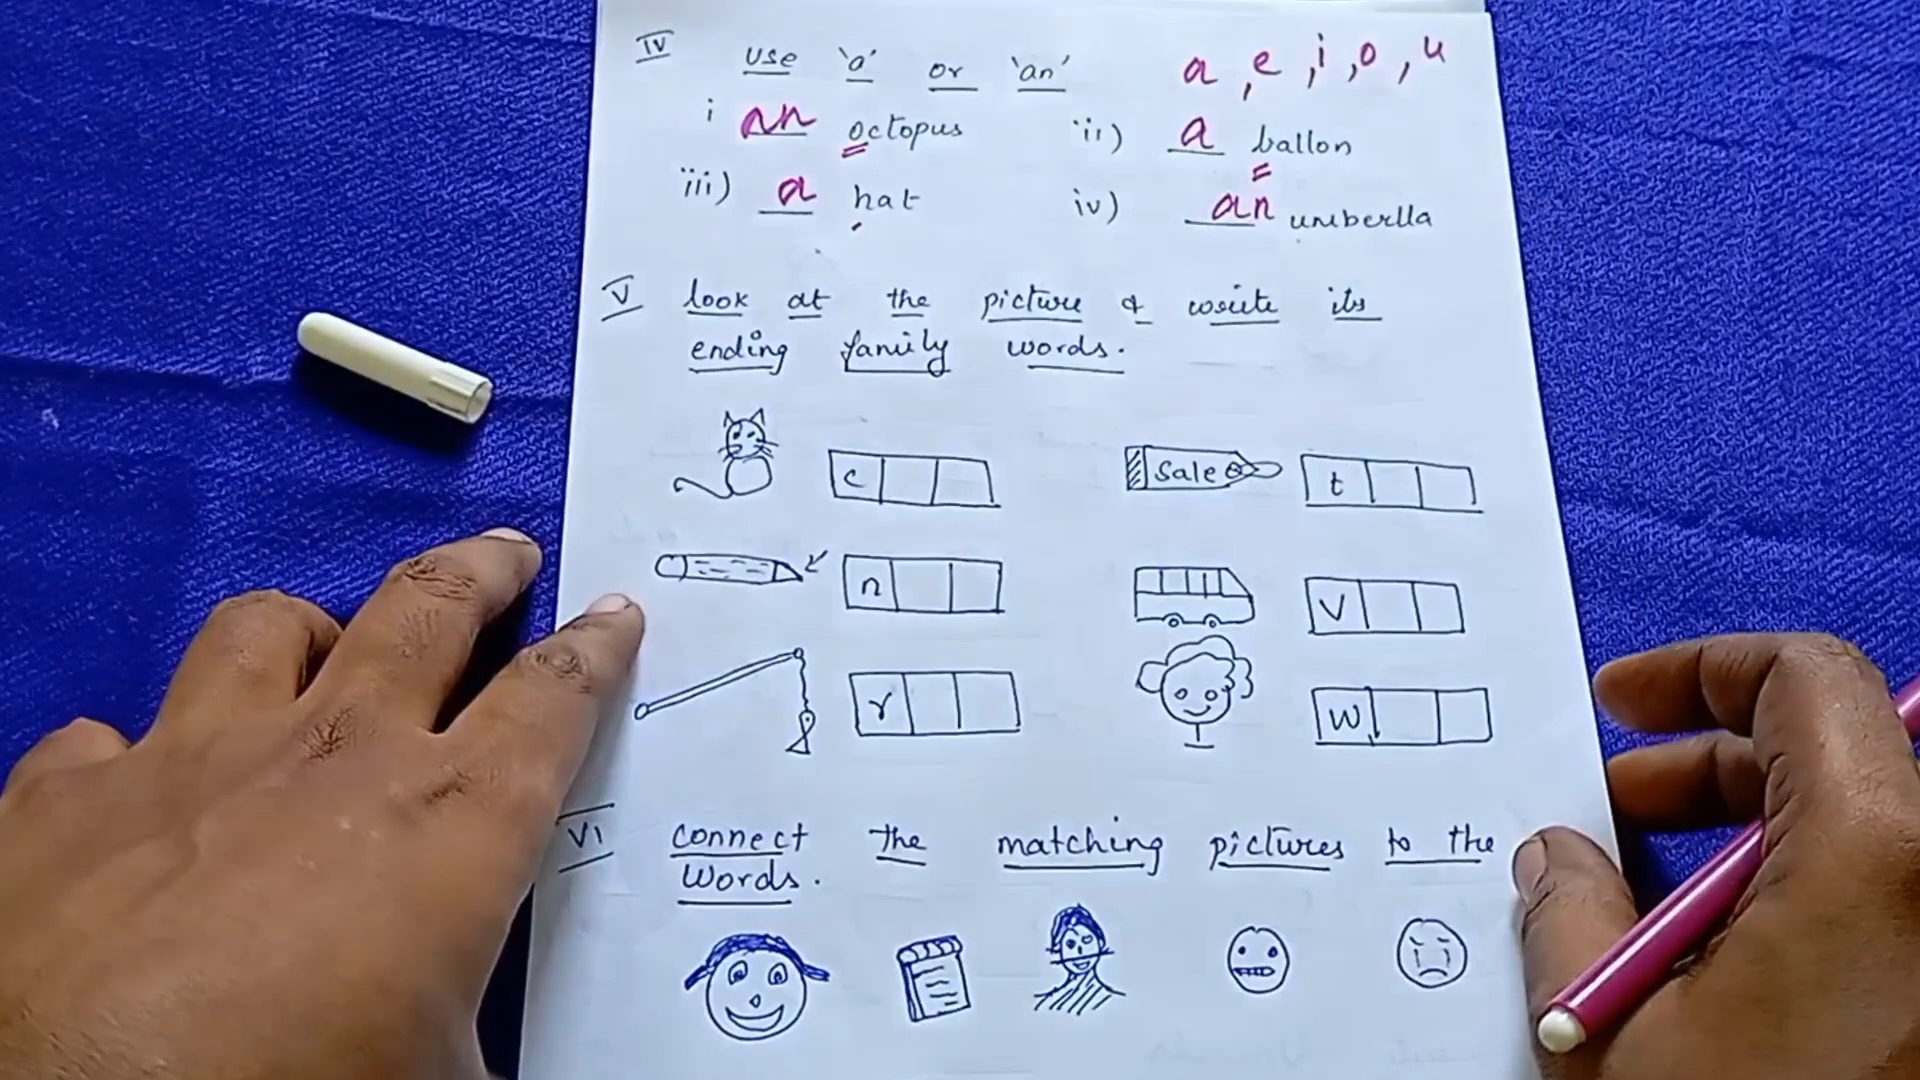 IV use 'a' or 'an' a, e, i, o, u
i an octopus ii) a ballon
iii) a hat iv) an umberlla
V look at the picture & write its
ending family words.
c Sale t
n v
r w
VI connect the matching pictures to the
words.